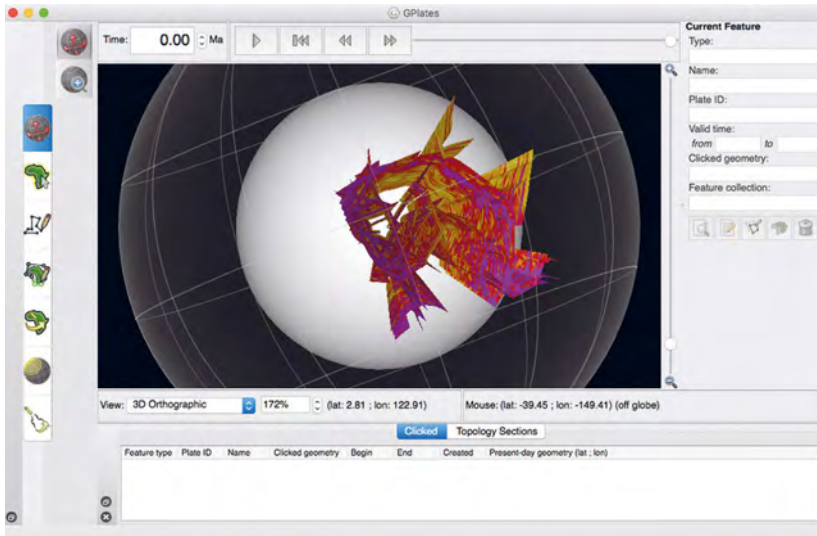 GPlates
Time: 0.00 Ma
Current Feature
Type:
Name:
Plate ID:
Valid time:
from to
Clicked geometry:
Feature collection:
View: 3D Orthographic 172% (lat: 2.81 ; lon: 122.91) Mouse: (lat: -39.45 ; lon: -149.41) (off globe)
Clicked Topology Sections
Feature type Plate ID Name Clicked geometry Begin End Created Present-day geometry (lat ; lon)